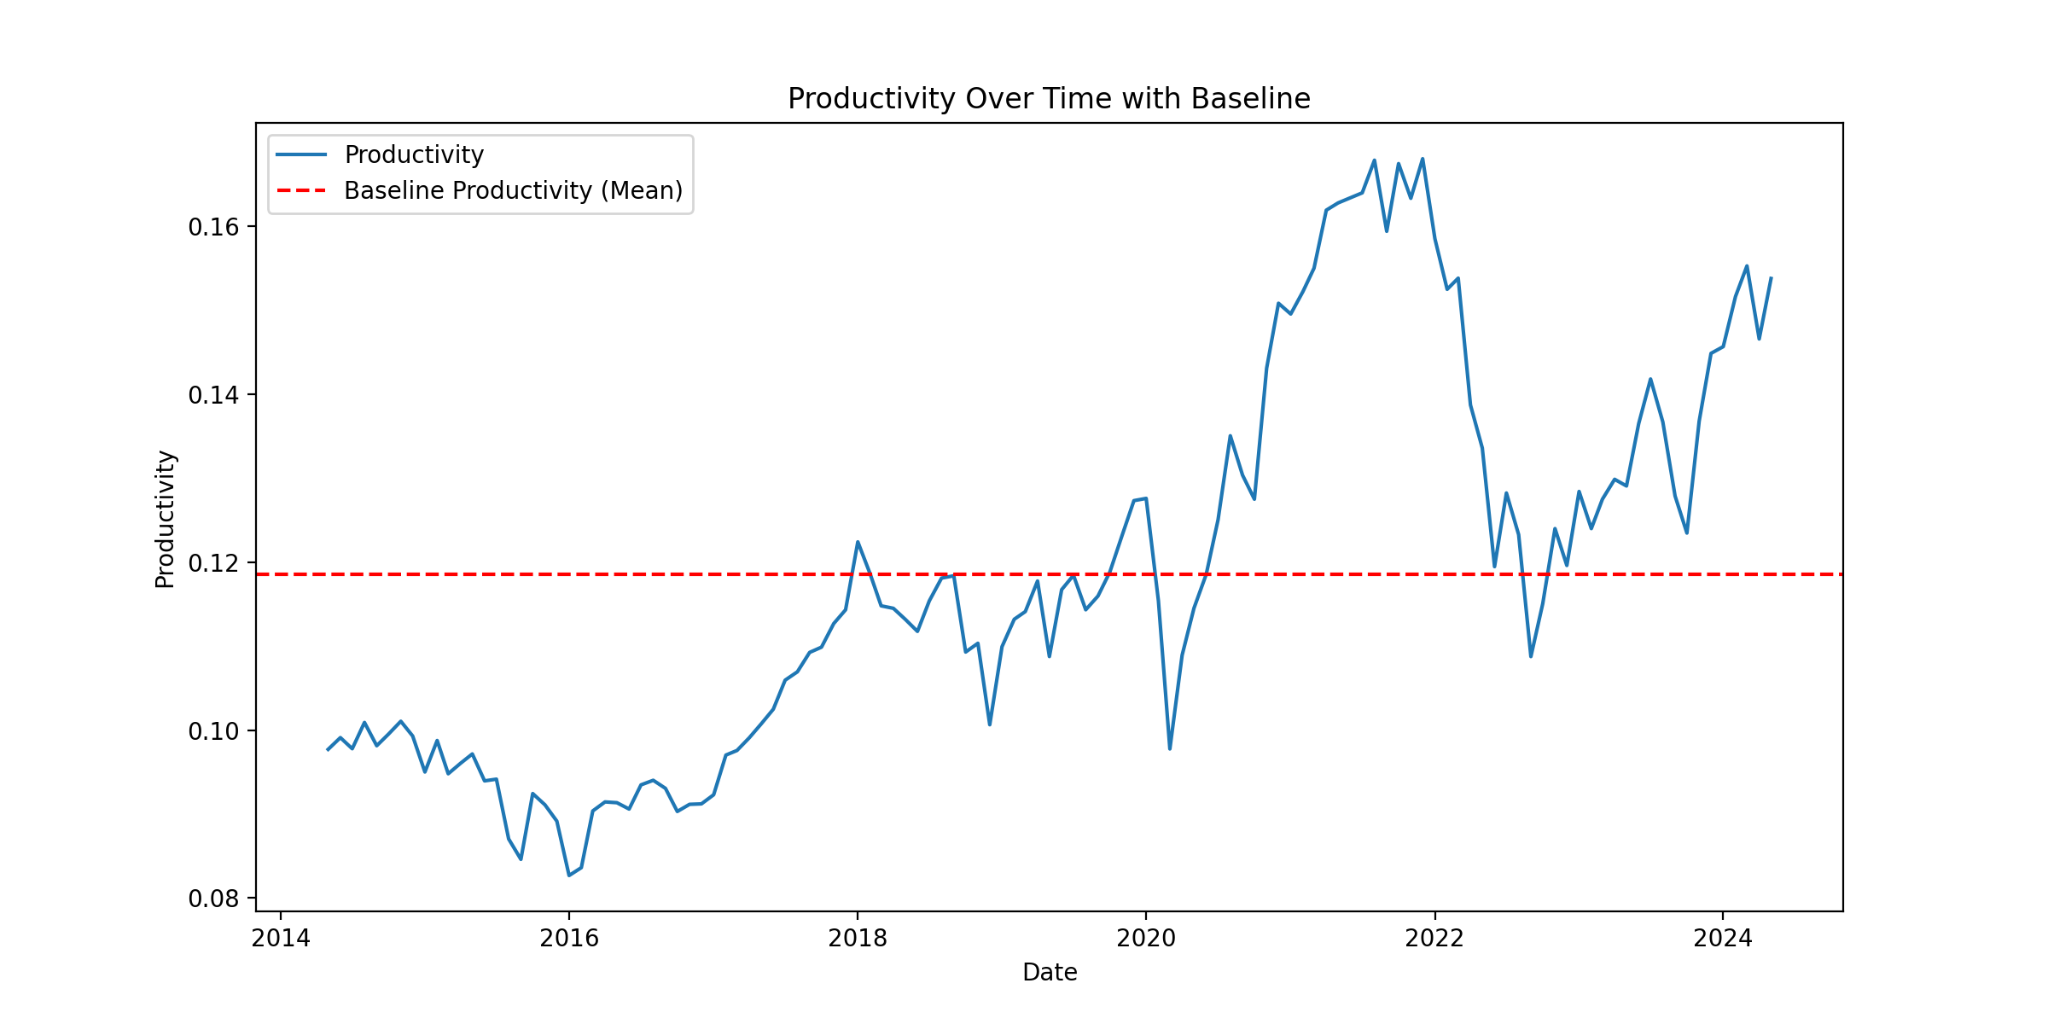 Productivity Over Time with Baseline
Productivity
Baseline Productivity (Mean)
0.16
0.14
0.12
0.10
0.08
Productivity
2014 2016 2018 2020 2022 2024
Date